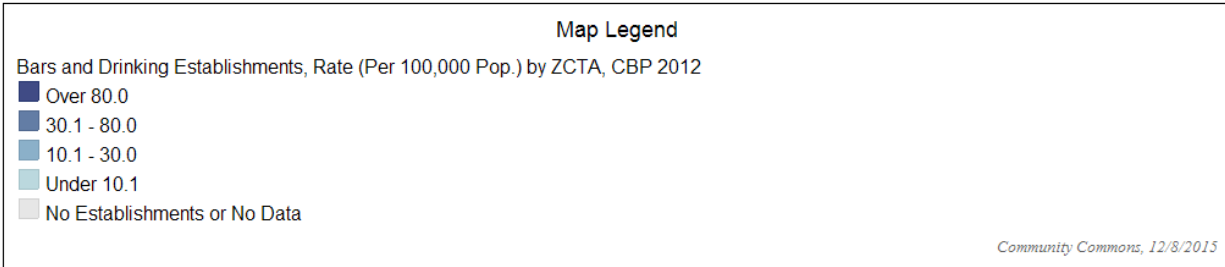 Map Legend
Bars and Drinking Establishments, Rate (Per 100,000 Pop.) by ZCTA, CBP 2012
Over 80.0
30.1 - 80.0
10.1 - 30.0
Under 10.1
No Establishments or No Data
Community Commons, 12/8/2015